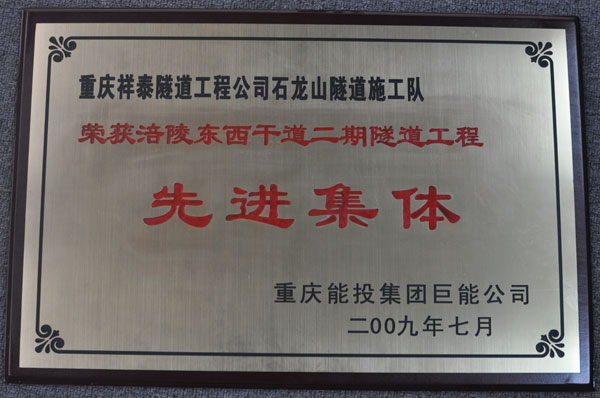 重庆祥泰隧道工程公司石龙山隧道施工队
荣获涪陵东西干道二期隧道工程
先进集体
重庆能投集团巨能公司
二00九年七月